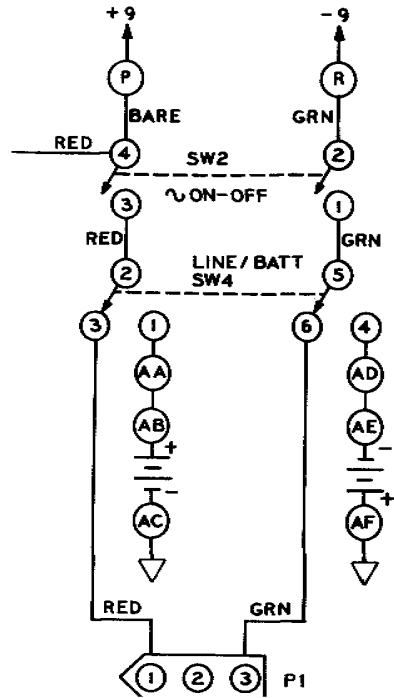 +9 -9
P R
BARE GRN
RED 4 SW2 2
3 ∿ ON-OFF 1
RED GRN
2 LINE/BATT 5
SW4
3 1 6 4
AA AD
AB AE
+ -
- +
AC AF
RED GRN
1 2 3 P1